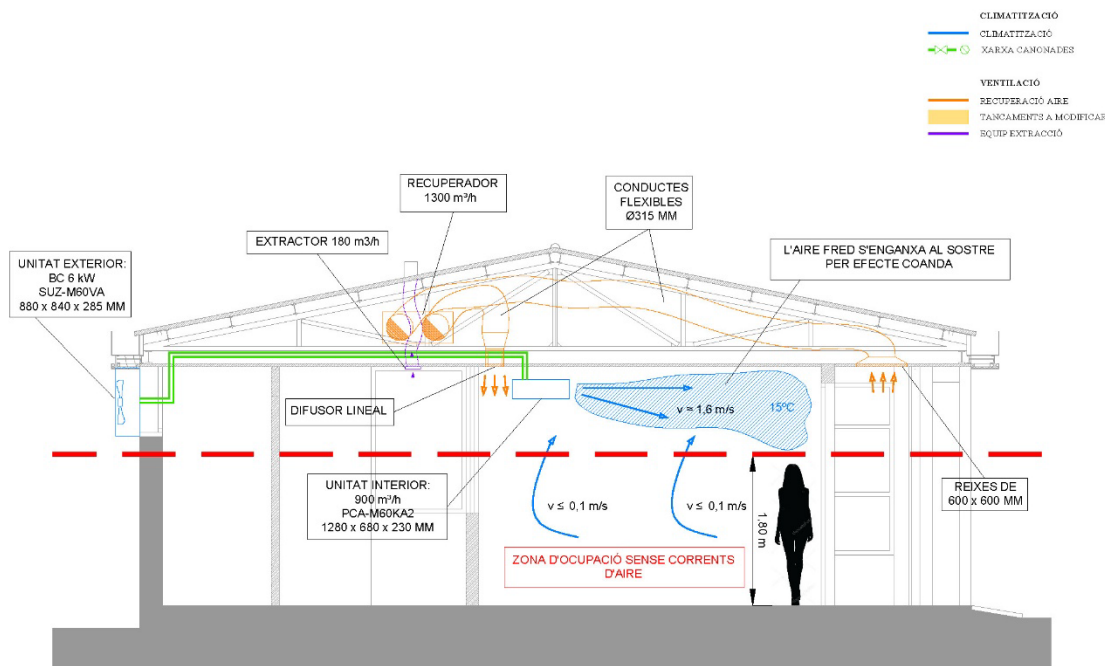 CLIMATITZACIÓ
CLIMATITZACIÓ
XARXA CANONADES
VENTILACIÓ
RECUPERACIÓ AIRE
TANCAMENTS A MODIFICAR
EQUIP EXTRACCIÓ
RECUPERADOR
1300 m³/h
CONDUCTES
FLEXIBLES
Ø315 MM
EXTRACTOR 180 m3/h
L'AIRE FRED S'ENGANXA AL SOSTRE
PER EFECTE COANDA
UNITAT EXTERIOR:
BC 6 kW
SUZ-M60VA
880 x 840 x 285 MM
DIFUSOR LINEAL
v = 1,6 m/s
15ºC
UNITAT INTERIOR:
900 m³/h
PCA-M60KA2
1280 x 680 x 230 MM
v ≤ 0,1 m/s
v ≤ 0,1 m/s
1,80 m
REIXES DE
600 x 600 MM
ZONA D'OCUPACIÓ SENSE CORRENTS
D'AIRE